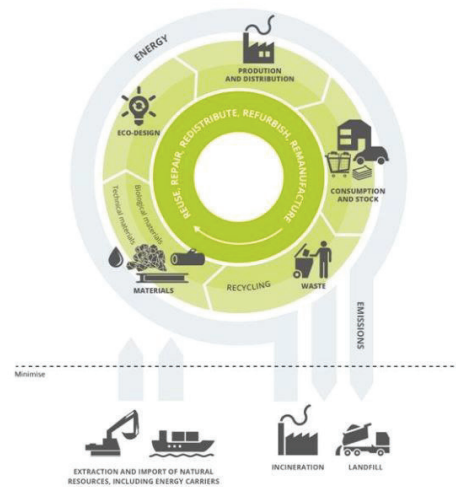 ENERGY
PRODUTION
AND DISTRIBUTION
ECO-DESIGN
REUSE, REPAIR, REDISTRIBUTE, REFURBISH, REMANUFACTURE
CONSUMPTION
AND STOCK
Biological materials
Technical materials
MATERIALS
RECYCLING
WASTE
EMISSIONS
Minimise
EXTRACTION AND IMPORT OF NATURAL
RESOURCES, INCLUDING ENERGY CARRIERS
INCINERATION
LANDFILL